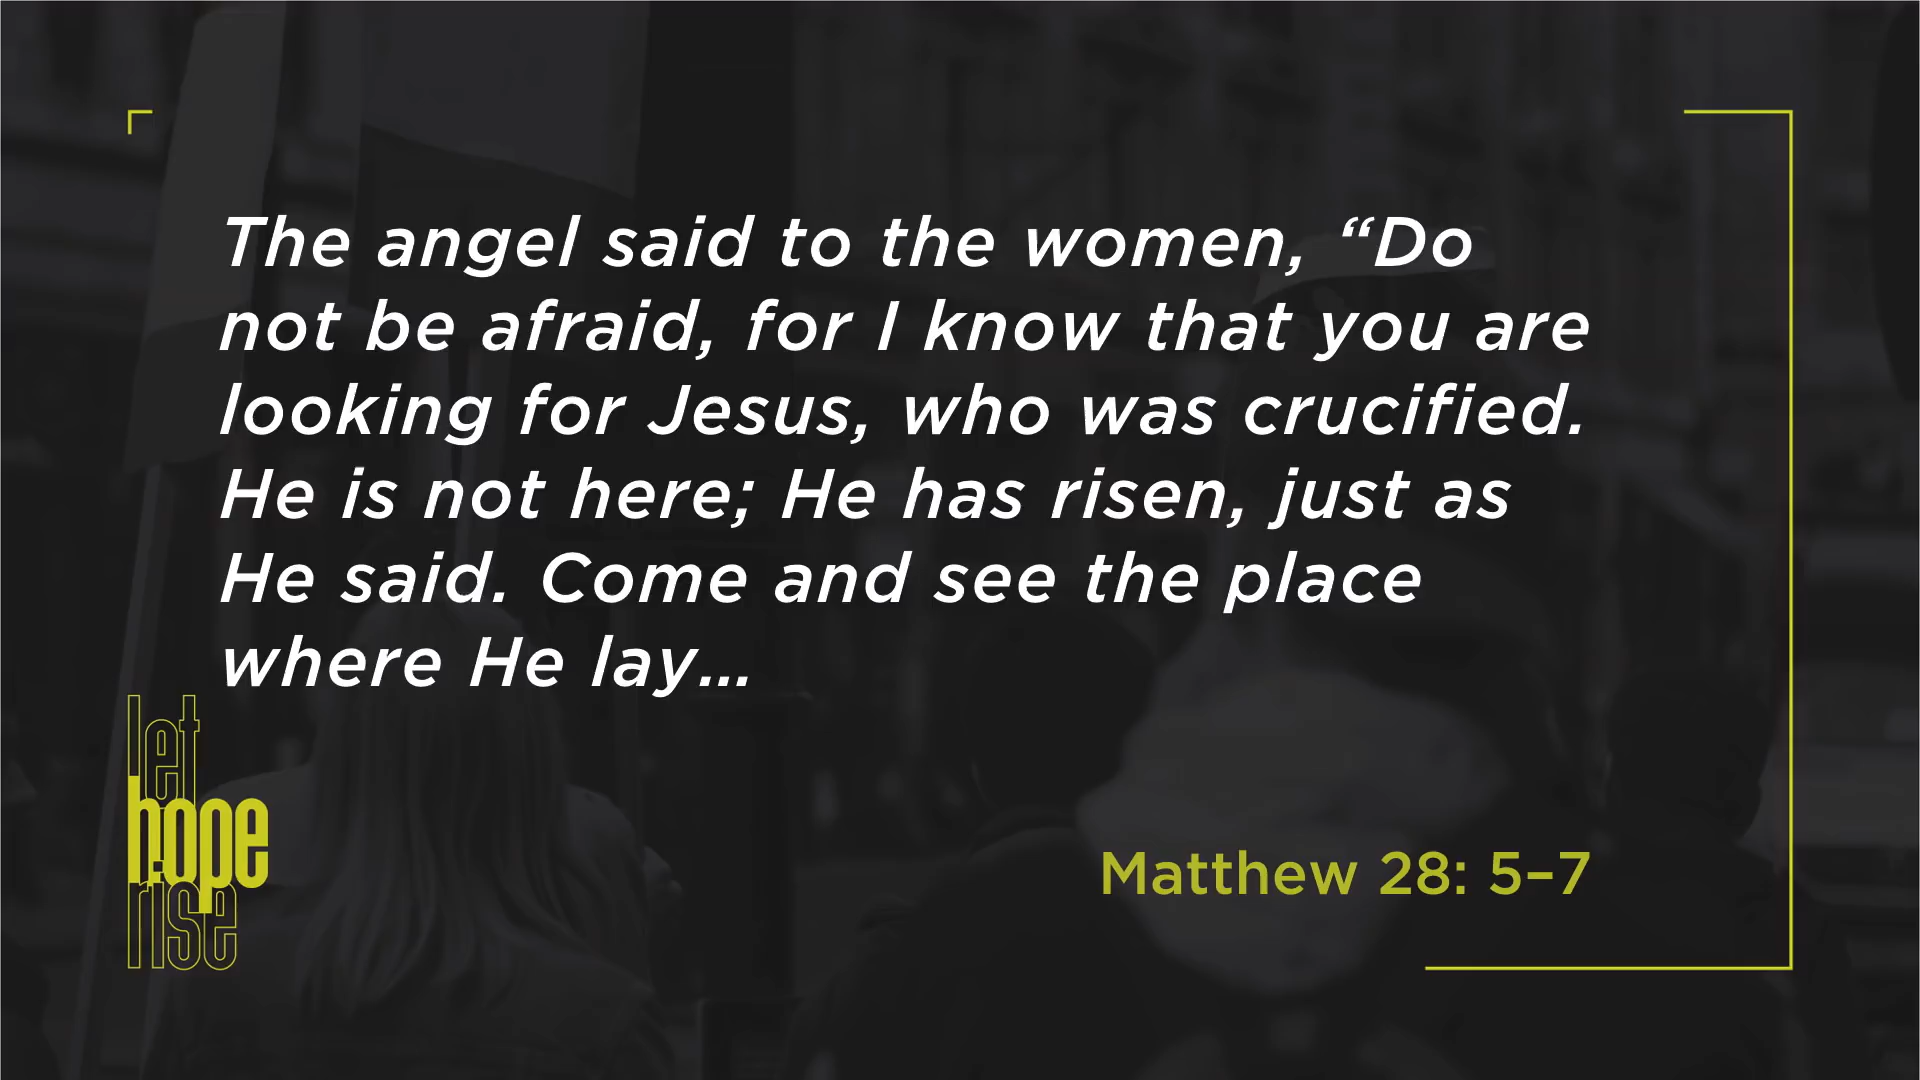 The angel said to the women, “Do
not be afraid, for I know that you are
looking for Jesus, who was crucified.
He is not here; He has risen, just as
He said. Come and see the place
where He lay...
let
hope
rise
Matthew 28: 5–7